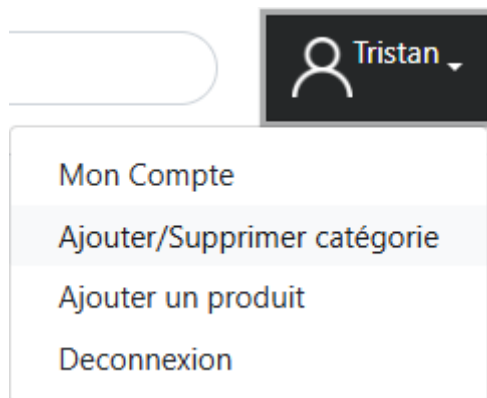 Tristan
Mon Compte
Ajouter/Supprimer catégorie
Ajouter un produit
Deconnexion